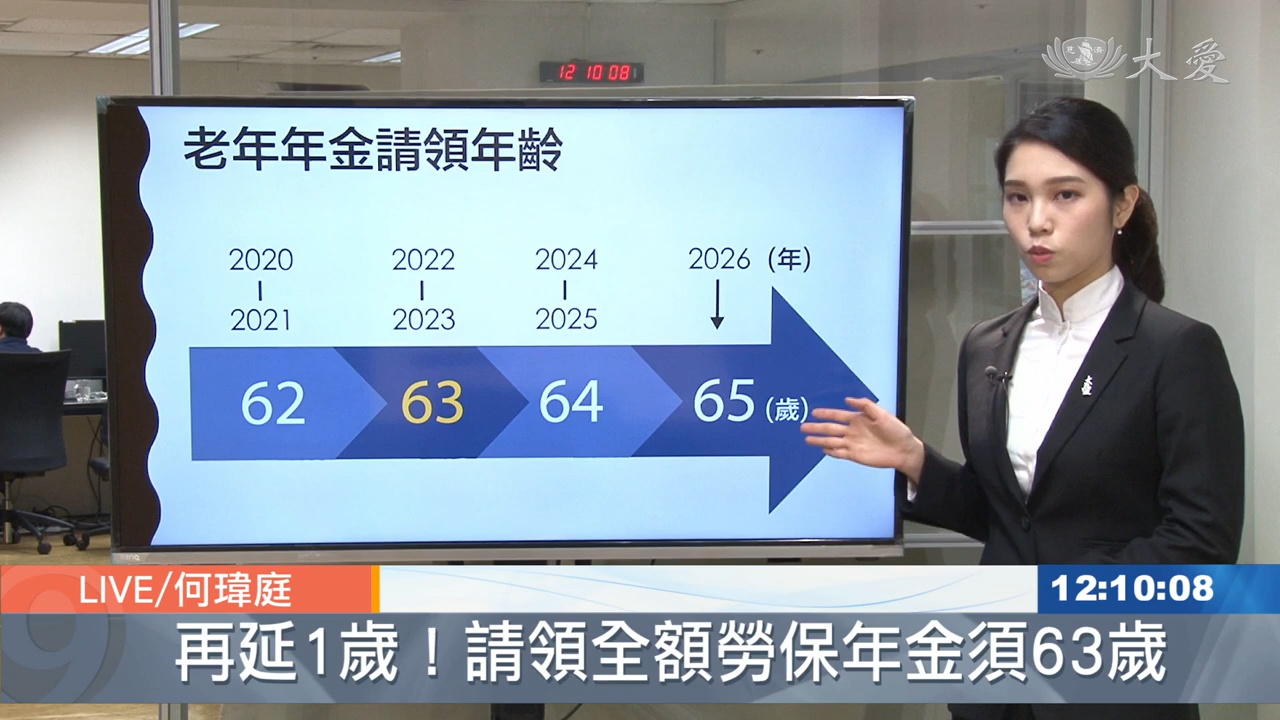 12 10 08
慈 濟
大愛
老年年金請領年齡
2020 | 2021
2022 | 2023
2024 | 2025
2026 (年)
62
63
64
65 (歲)
LIVE/何瑋庭
12:10:08
再延1歲！請領全額勞保年金須63歲